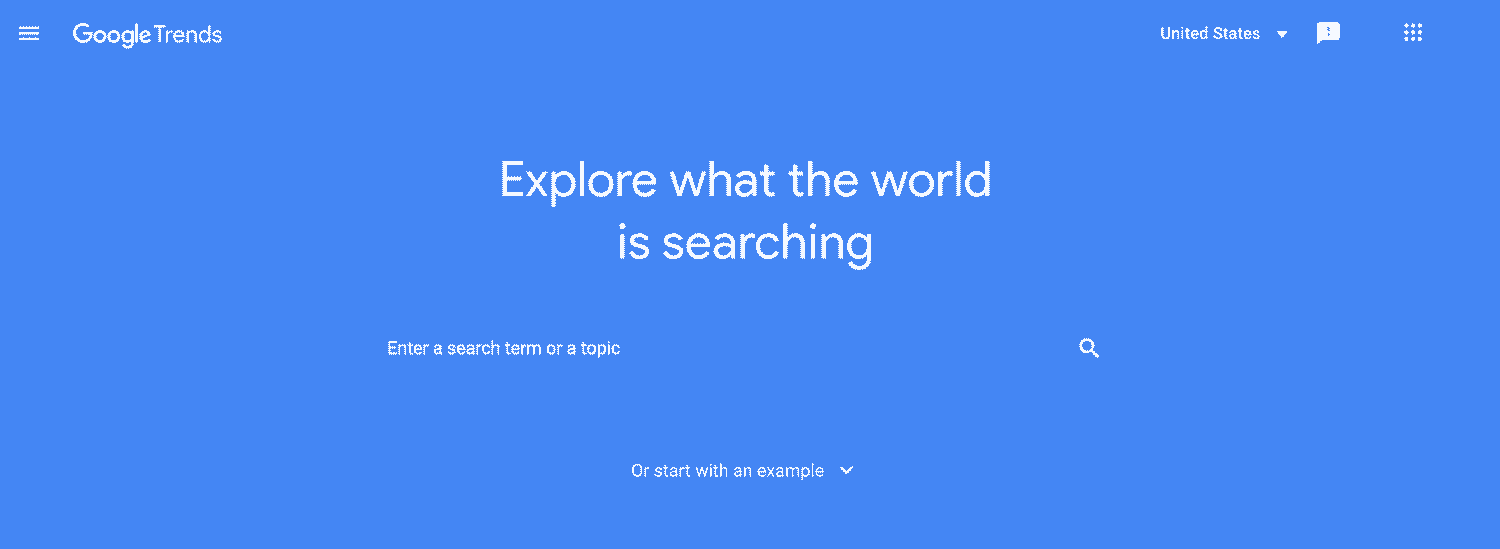 Google Trends
United States
Explore what the world
is searching
Enter a search term or a topic
Or start with an example